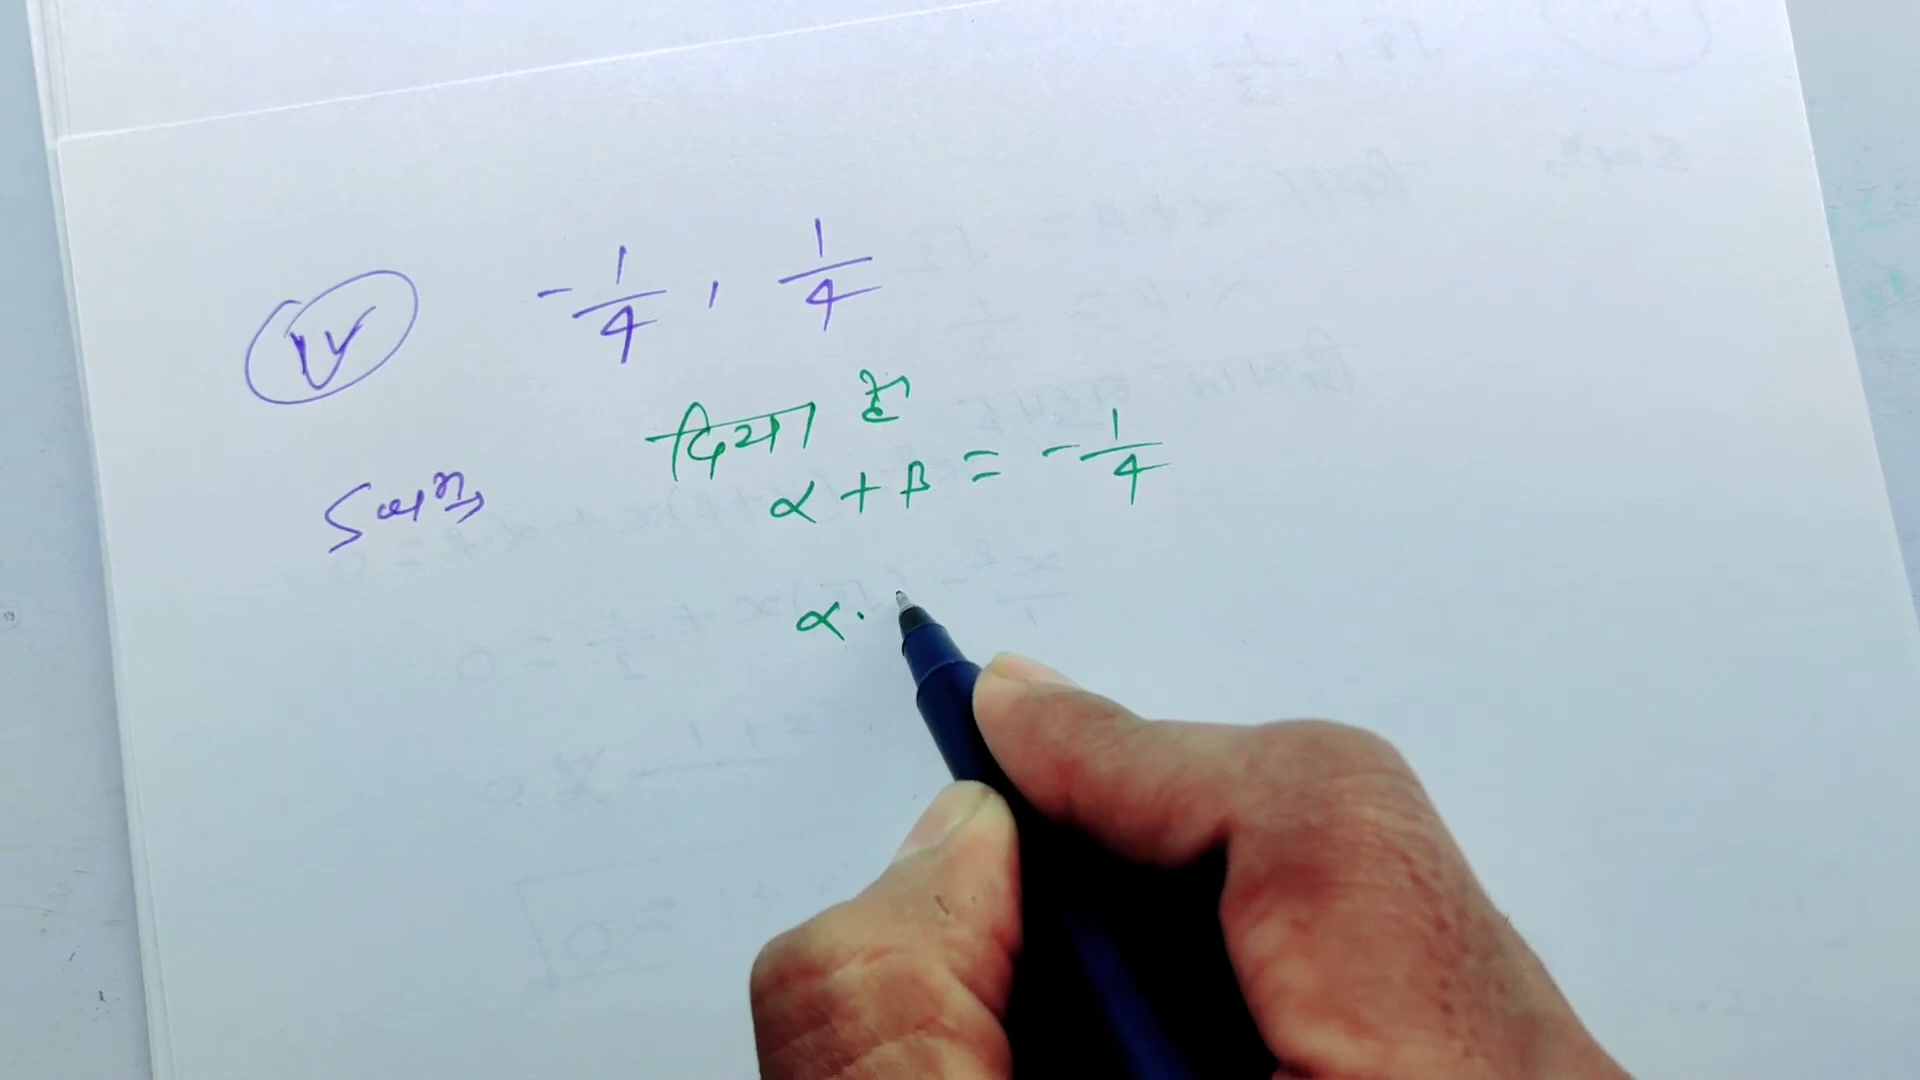 (iv) -1/4 , 1/4
दिया है
Solⁿ
α + β = -1/4
α ·